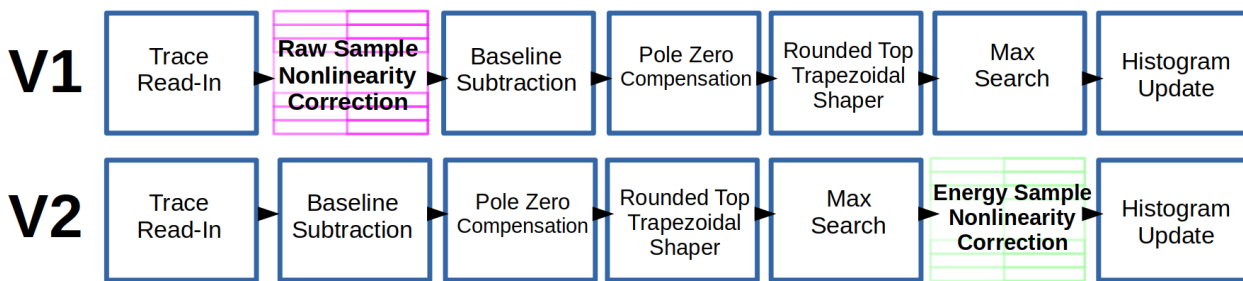 V1
Trace
Read-In
Raw Sample
Nonlinearity
Correction
Baseline
Subtraction
Pole Zero
Compensation
Rounded Top
Trapezoidal
Shaper
Max
Search
Histogram
Update
V2
Trace
Read-In
Baseline
Subtraction
Pole Zero
Compensation
Rounded Top
Trapezoidal
Shaper
Max
Search
Energy Sample
Nonlinearity
Correction
Histogram
Update